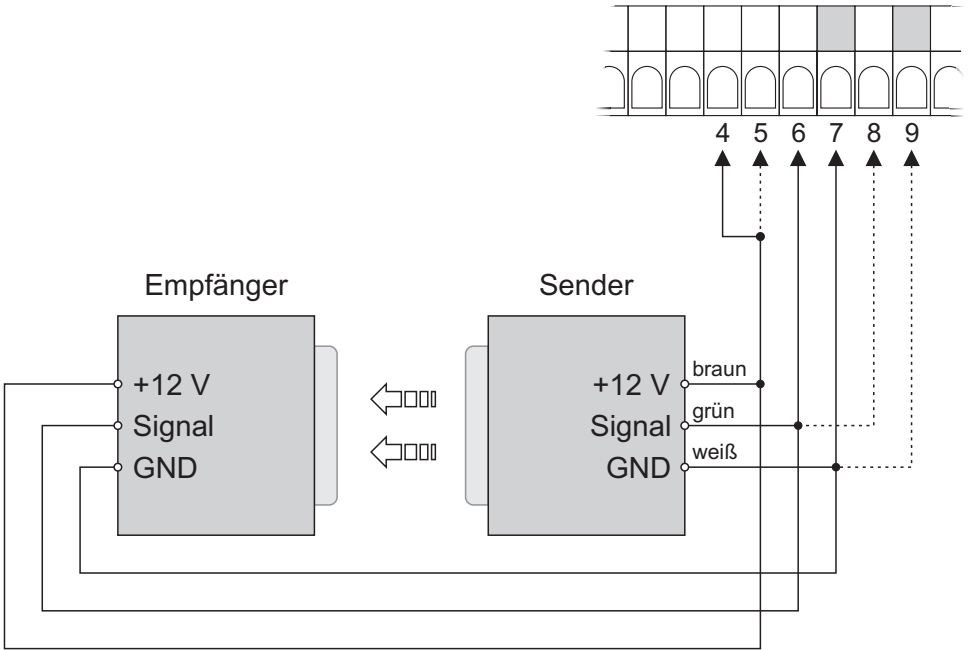 4 5 6 7 8 9
Empfänger
Sender
+12 V
Signal
GND
+12 V
Signal
GND
braun
grün
weiß